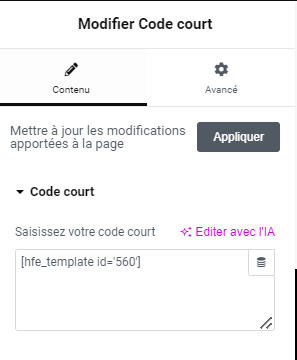 Modifier Code court
Contenu
Avancé
Mettre à jour les modifications
apportées à la page
Appliquer
Code court
Saisissez votre code court
Editer avec l'IA
[hfe_template id='560']